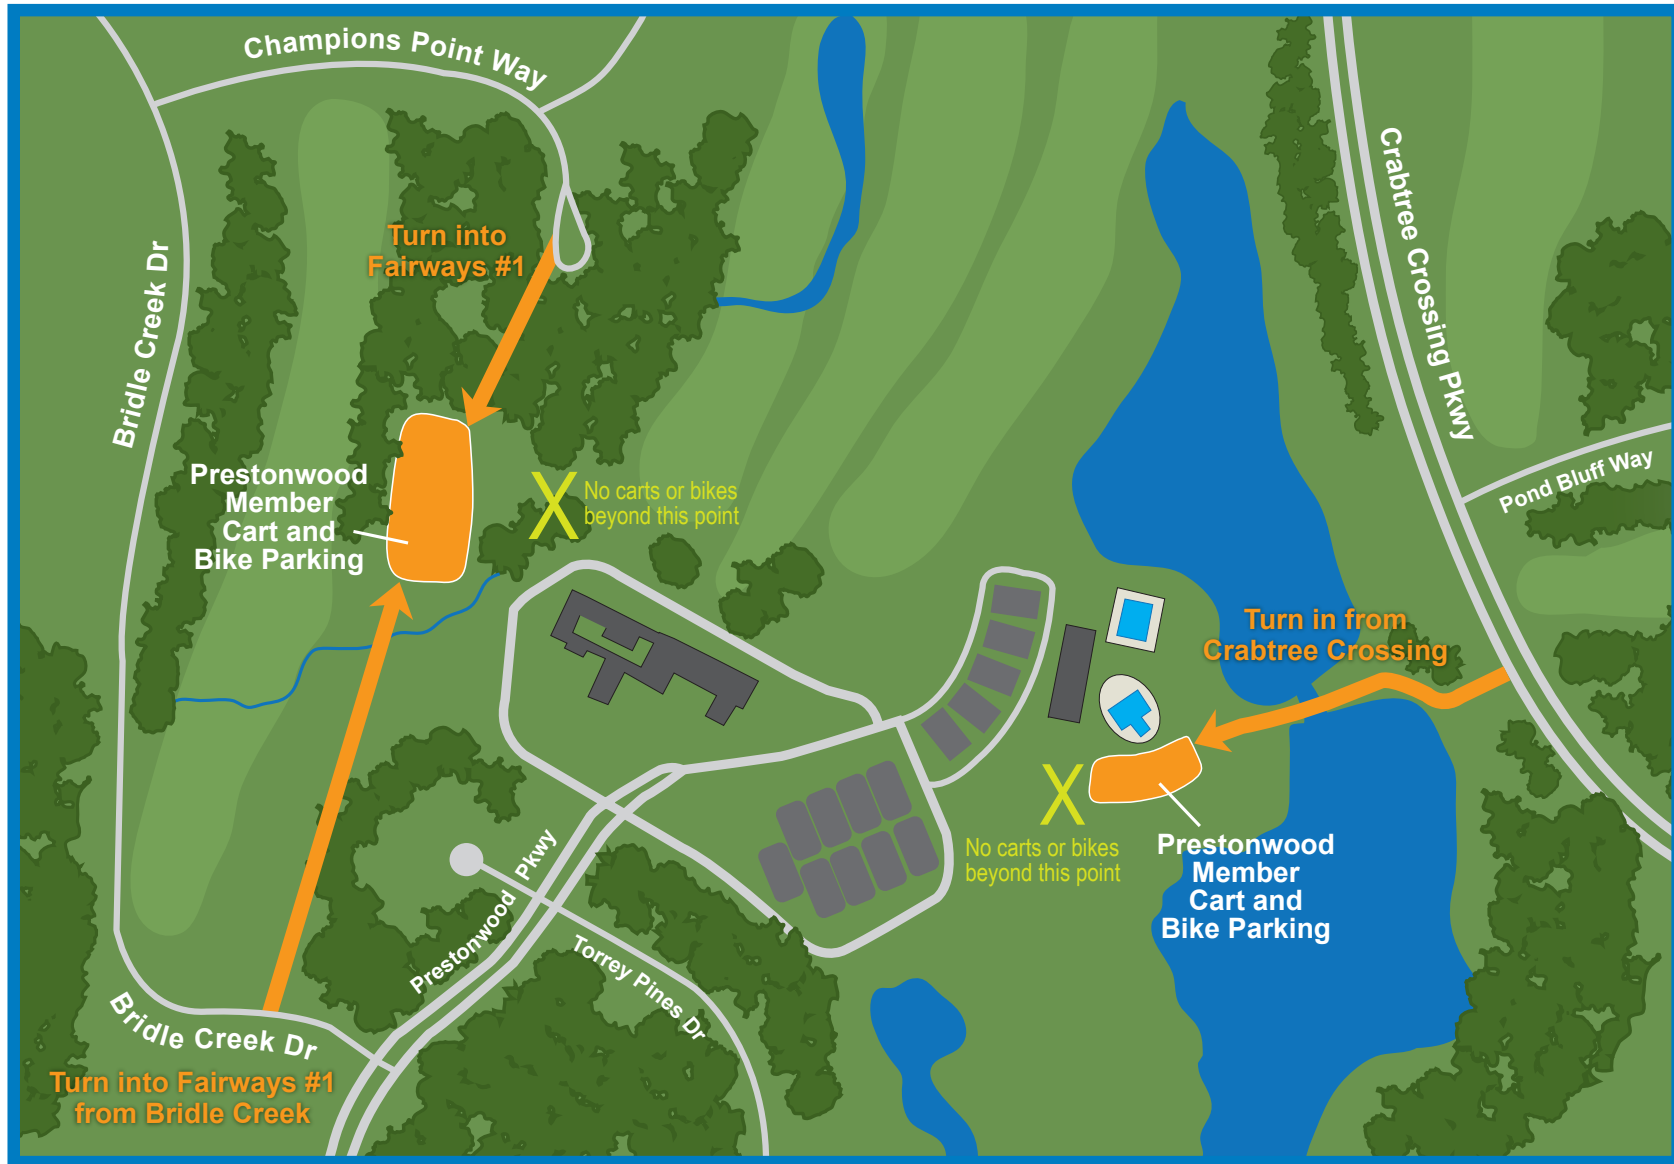 Champions Point Way
Bridle Creek Dr
Turn into
Fairways #1
Crabtree Crossing Pkwy
Prestonwood
Member
Cart and
Bike Parking
No carts or bikes
beyond this point
Pond Bluff Way
Turn in from
Crabtree Crossing
No carts or bikes
beyond this point
Prestonwood
Member
Cart and
Bike Parking
Prestonwood Pkwy
Torrey Pines Dr
Bridle Creek Dr
Turn into Fairways #1
from Bridle Creek